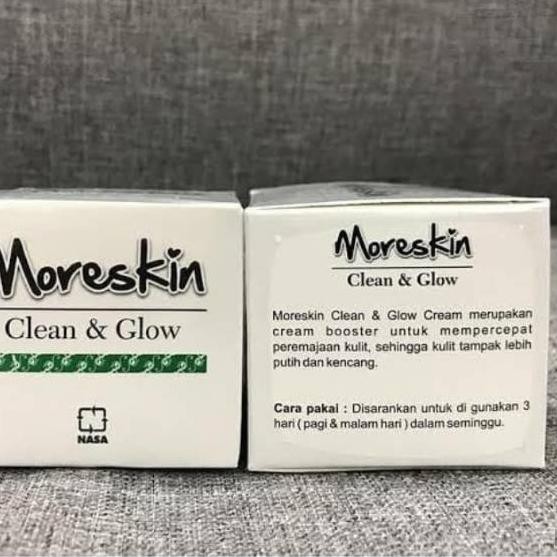 Moreskin
Clean & Glow
NASA
Moreskin
Clean & Glow
Moreskin Clean & Glow Cream merupakan
cream booster untuk mempercepat
peremajaan kulit, sehingga kulit tampak lebih
putih dan kencang.
Cara pakai : Disarankan untuk di gunakan 3
hari ( pagi & malam hari ) dalam seminggu.